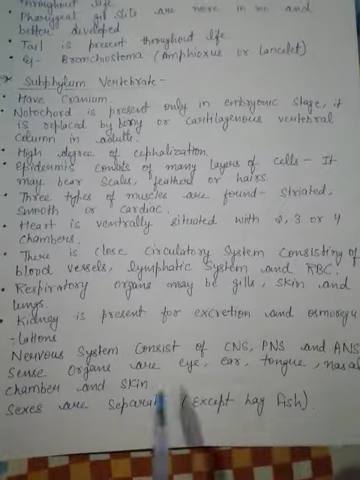 throughout life.
• Pharyngeal gill slits are more in no and
better developed
• Tail is present throughout life
• Eg- Branchostoma (Amphioxus or Lancelet)
* Subphylum Vertebrate -
• Have Cranium.
• Notochord is present only in embryonic stage, it
is replaced by bony or cartilagenous vertebral
column in adults.
• High degree of cephalization.
• Epidermis consists of many layers of cells - It
may bear scales, feathers or hairs.
• Three types of muscles are found - Striated,
Smooth or Cardiac.
• Heart is ventrally situated with 2, 3 or 4
chambers.
• There is close Circulatory System Consisting of
blood vessels, lymphatic system and RBC.
• Respiratory organs may be gills, skin and
lungs.
• Kidney is present for excretion and osmoregu
-lations
Nervous System Consist of CNS, PNS and ANS
Sense Organs are eye, ear, tongue, nasal
chamber and skin.
Sexes are Separate (except hag fish).